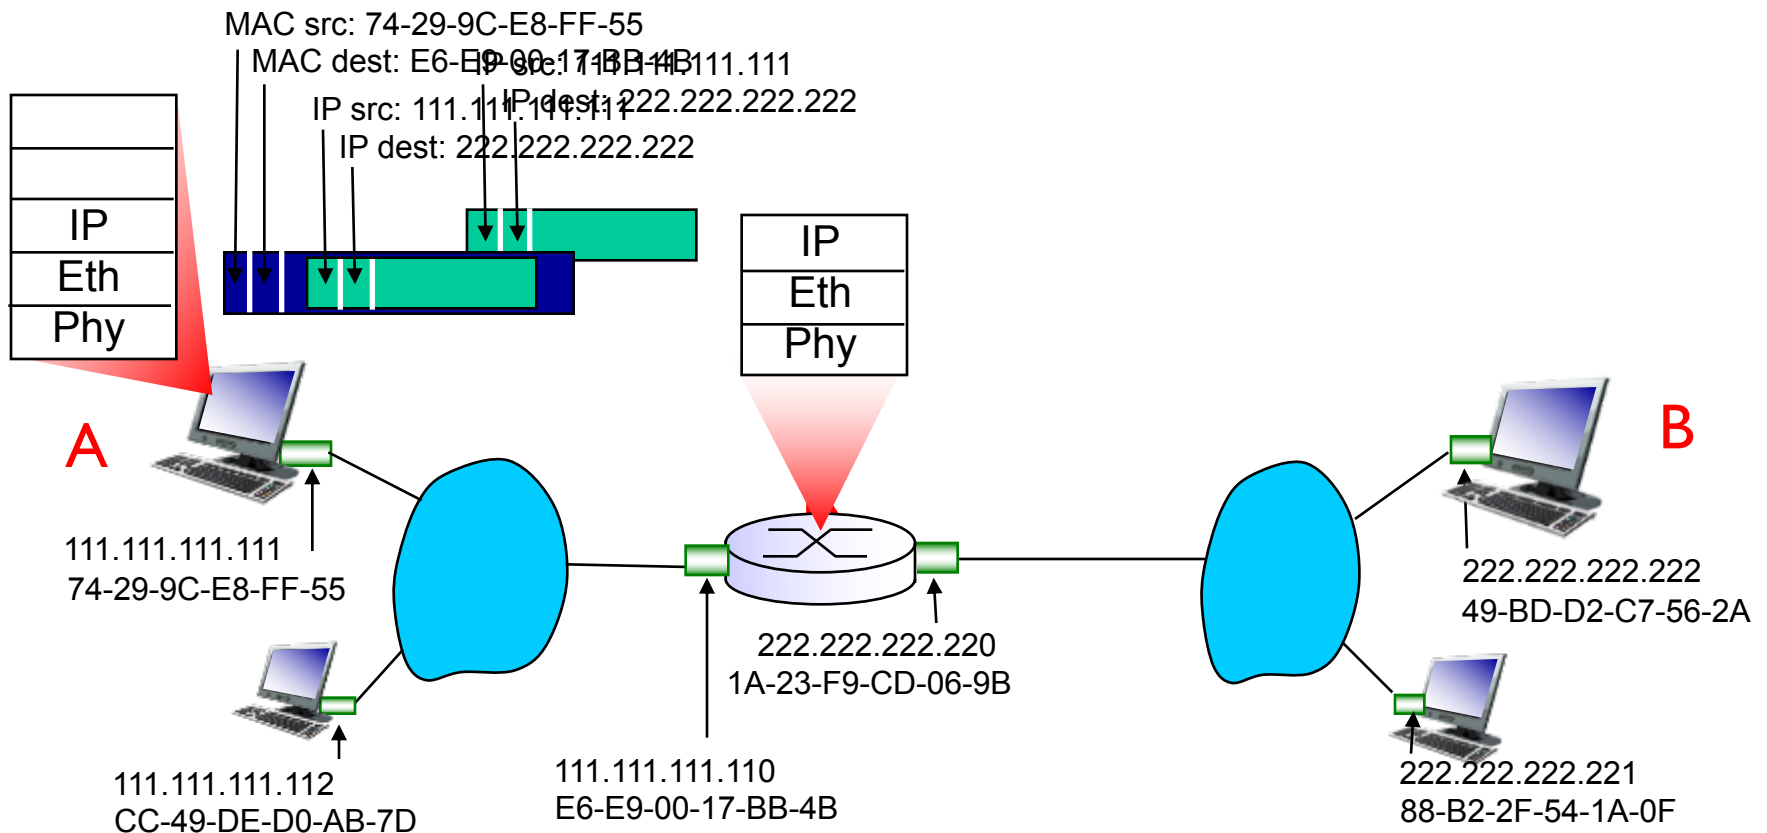 MAC src: 74-29-9C-E8-FF-55
MAC dest: E6-E9-00-17-BB-4B
IP src: 111.111.111.111
IP dest: 222.222.222.222
IP src: 111.111.111.111
IP dest: 222.222.222.222
IP
Eth
Phy
IP
Eth
Phy
A
B
111.111.111.111
74-29-9C-E8-FF-55
222.222.222.222
49-BD-D2-C7-56-2A
222.222.222.220
1A-23-F9-CD-06-9B
111.111.111.112
CC-49-DE-D0-AB-7D
111.111.111.110
E6-E9-00-17-BB-4B
222.222.222.221
88-B2-2F-54-1A-0F